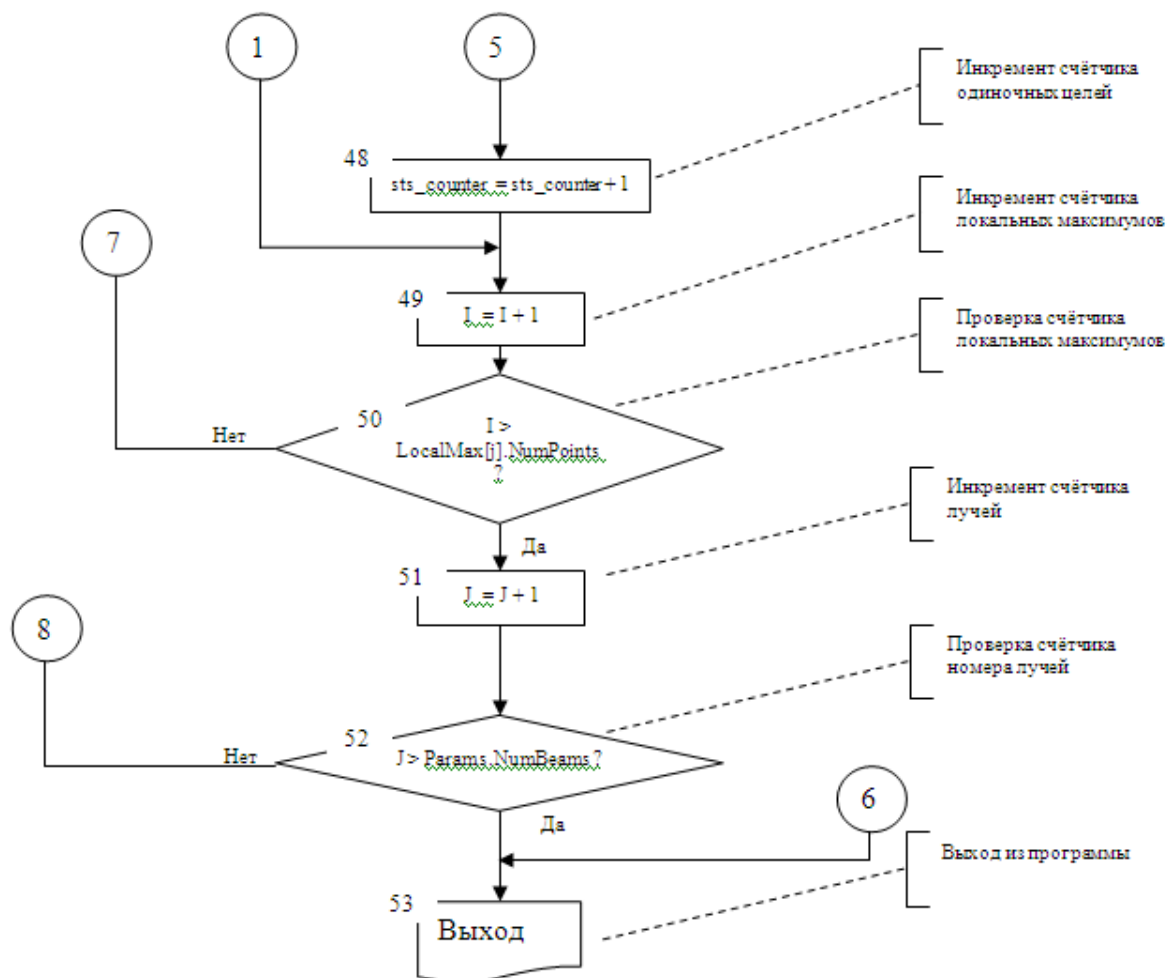 1
5
Инкремент счётчика
одиночных целей
48
sts_counter = sts_counter + 1
Инкремент счётчика
локальных максимумов
7
49
I = I + 1
Проверка счётчика
локальных максимумов
50
Нет
I >
LocalMax[j].NumPoints
?
Инкремент счётчика
лучей
Да
51
J = J + 1
8
Проверка счётчика
номера лучей
52
Нет
J > Params.NumBeams ?
6
Да
Выход из программы
53
Выход